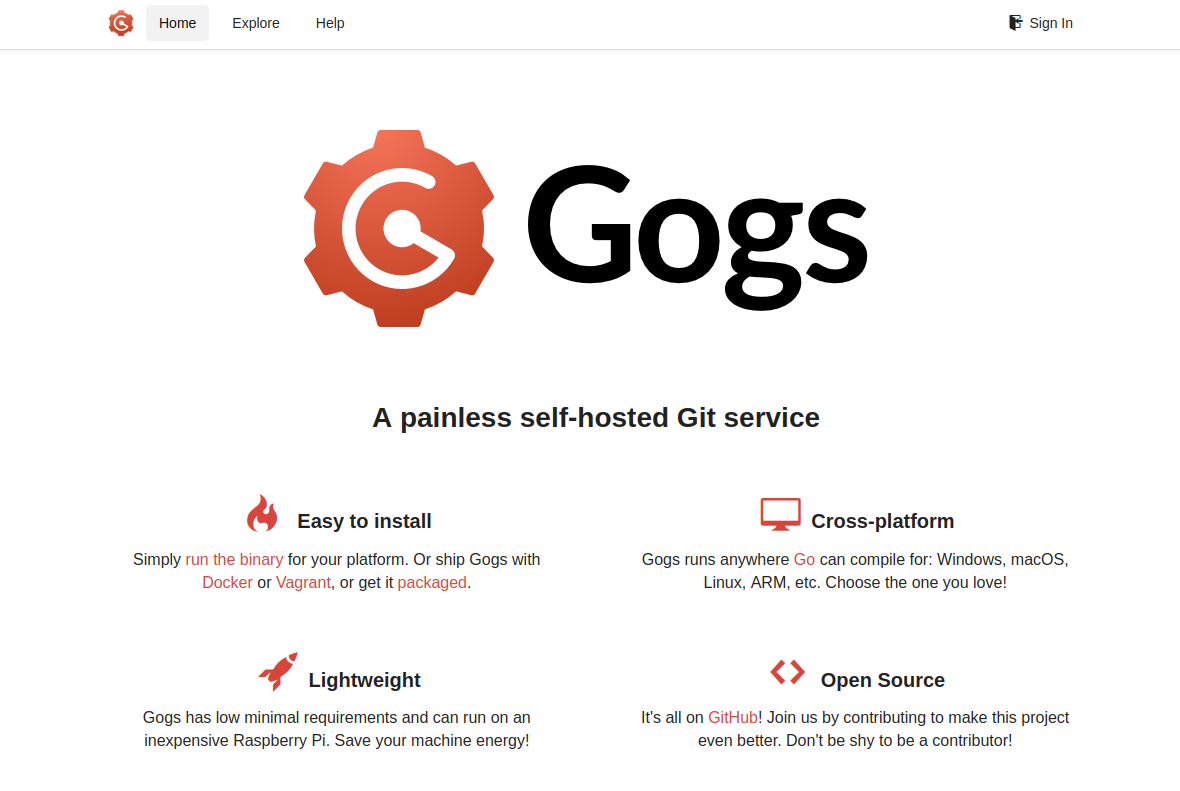 Home Explore Help Sign In
Gogs
A painless self-hosted Git service
Easy to install
Simply run the binary for your platform. Or ship Gogs with
Docker or Vagrant, or get it packaged.
Cross-platform
Gogs runs anywhere Go can compile for: Windows, macOS,
Linux, ARM, etc. Choose the one you love!
Lightweight
Gogs has low minimal requirements and can run on an
inexpensive Raspberry Pi. Save your machine energy!
Open Source
It's all on GitHub! Join us by contributing to make this project
even better. Don't be shy to be a contributor!